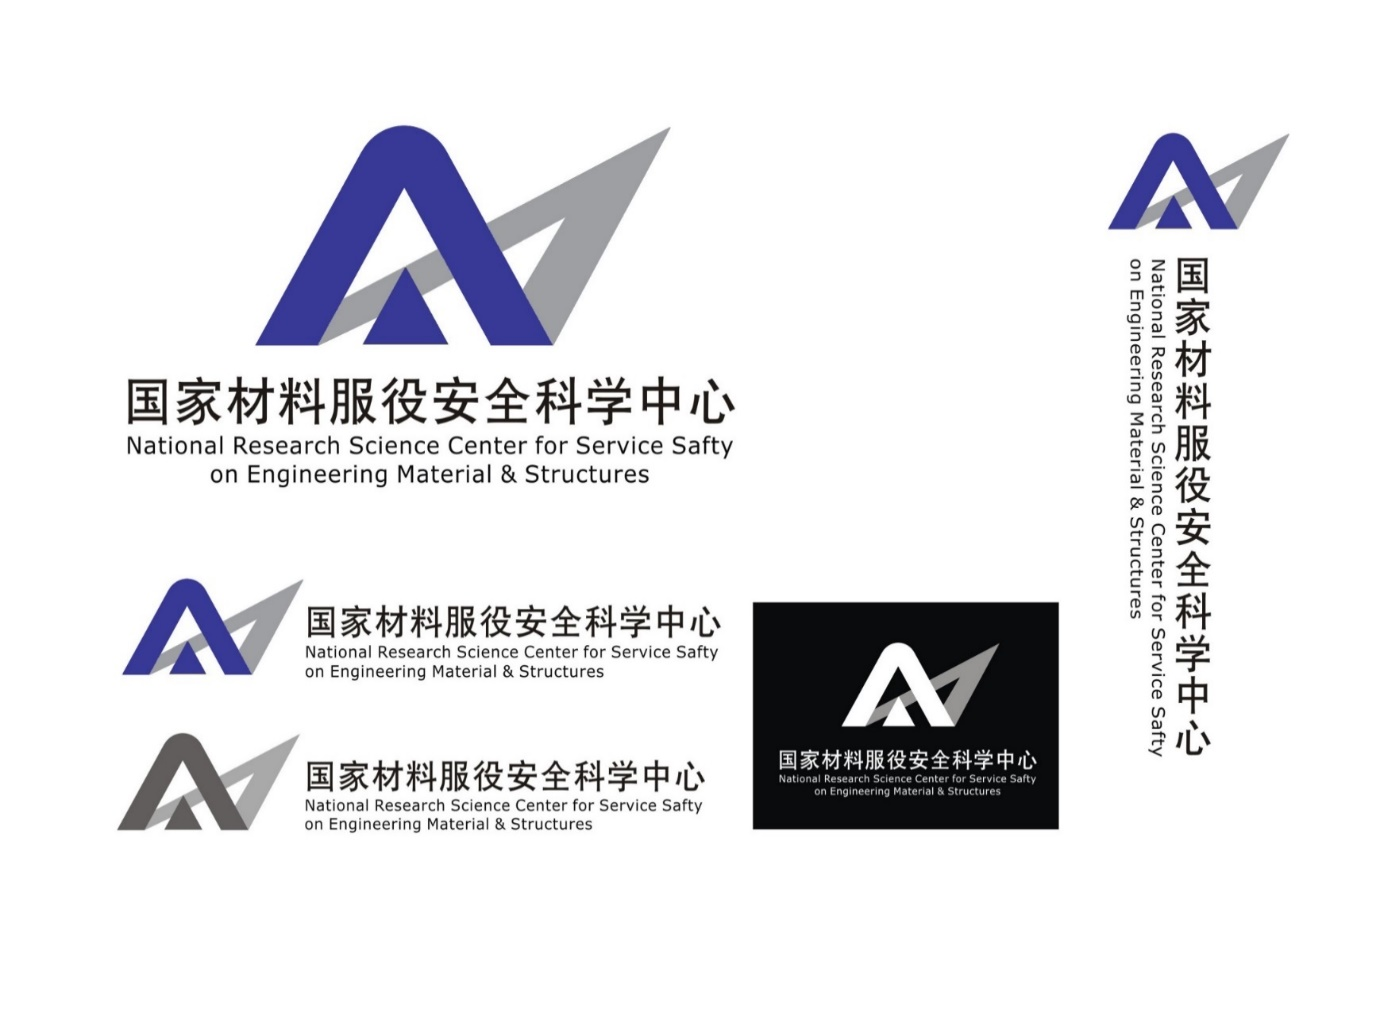 国家材料服役安全科学中心
National Research Science Center for Service Safty
on Engineering Material & Structures
国家材料服役安全科学中心
National Research Science Center for Service Safty
on Engineering Material & Structures
国家材料服役安全科学中心
National Research Science Center for Service Safty
on Engineering Material & Structures
国家材料服役安全科学中心
National Research Science Center for Service Safty
on Engineering Material & Structures
国家材料服役安全科学中心
National Research Science Center for Service Safty
on Engineering Material & Structures